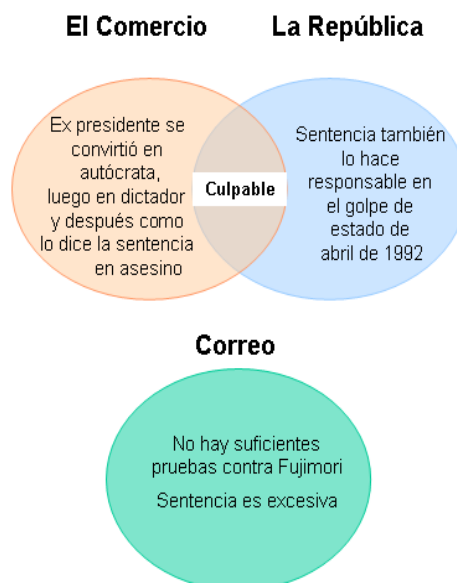 El Comercio
La República
Ex presidente se
convirtió en
autócrata,
luego en dictador
y después como
lo dice la sentencia
en asesino
Culpable
Sentencia también
lo hace
responsable en
el golpe de
estado de
abril de 1992
Correo
No hay suficientes
pruebas contra Fujimori
Sentencia es excesiva